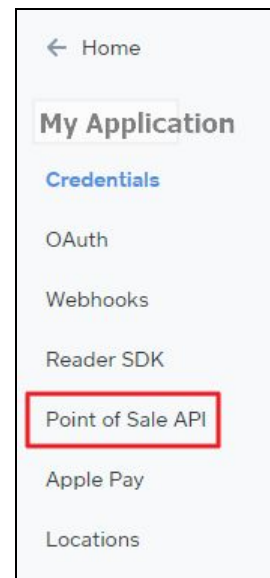 ← Home
My Application
Credentials
OAuth
Webhooks
Reader SDK
Point of Sale API
Apple Pay
Locations